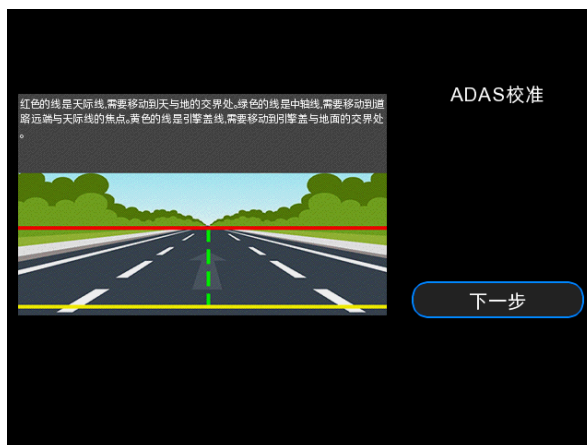 红色的线是天际线,需要移动到天与地的交界处。绿色的线是中轴线,需要移动到道
路远端与天际线的焦点。黄色的线是引擎盖线,需要移动到引擎盖与地面的交界处
。
ADAS校准
下一步